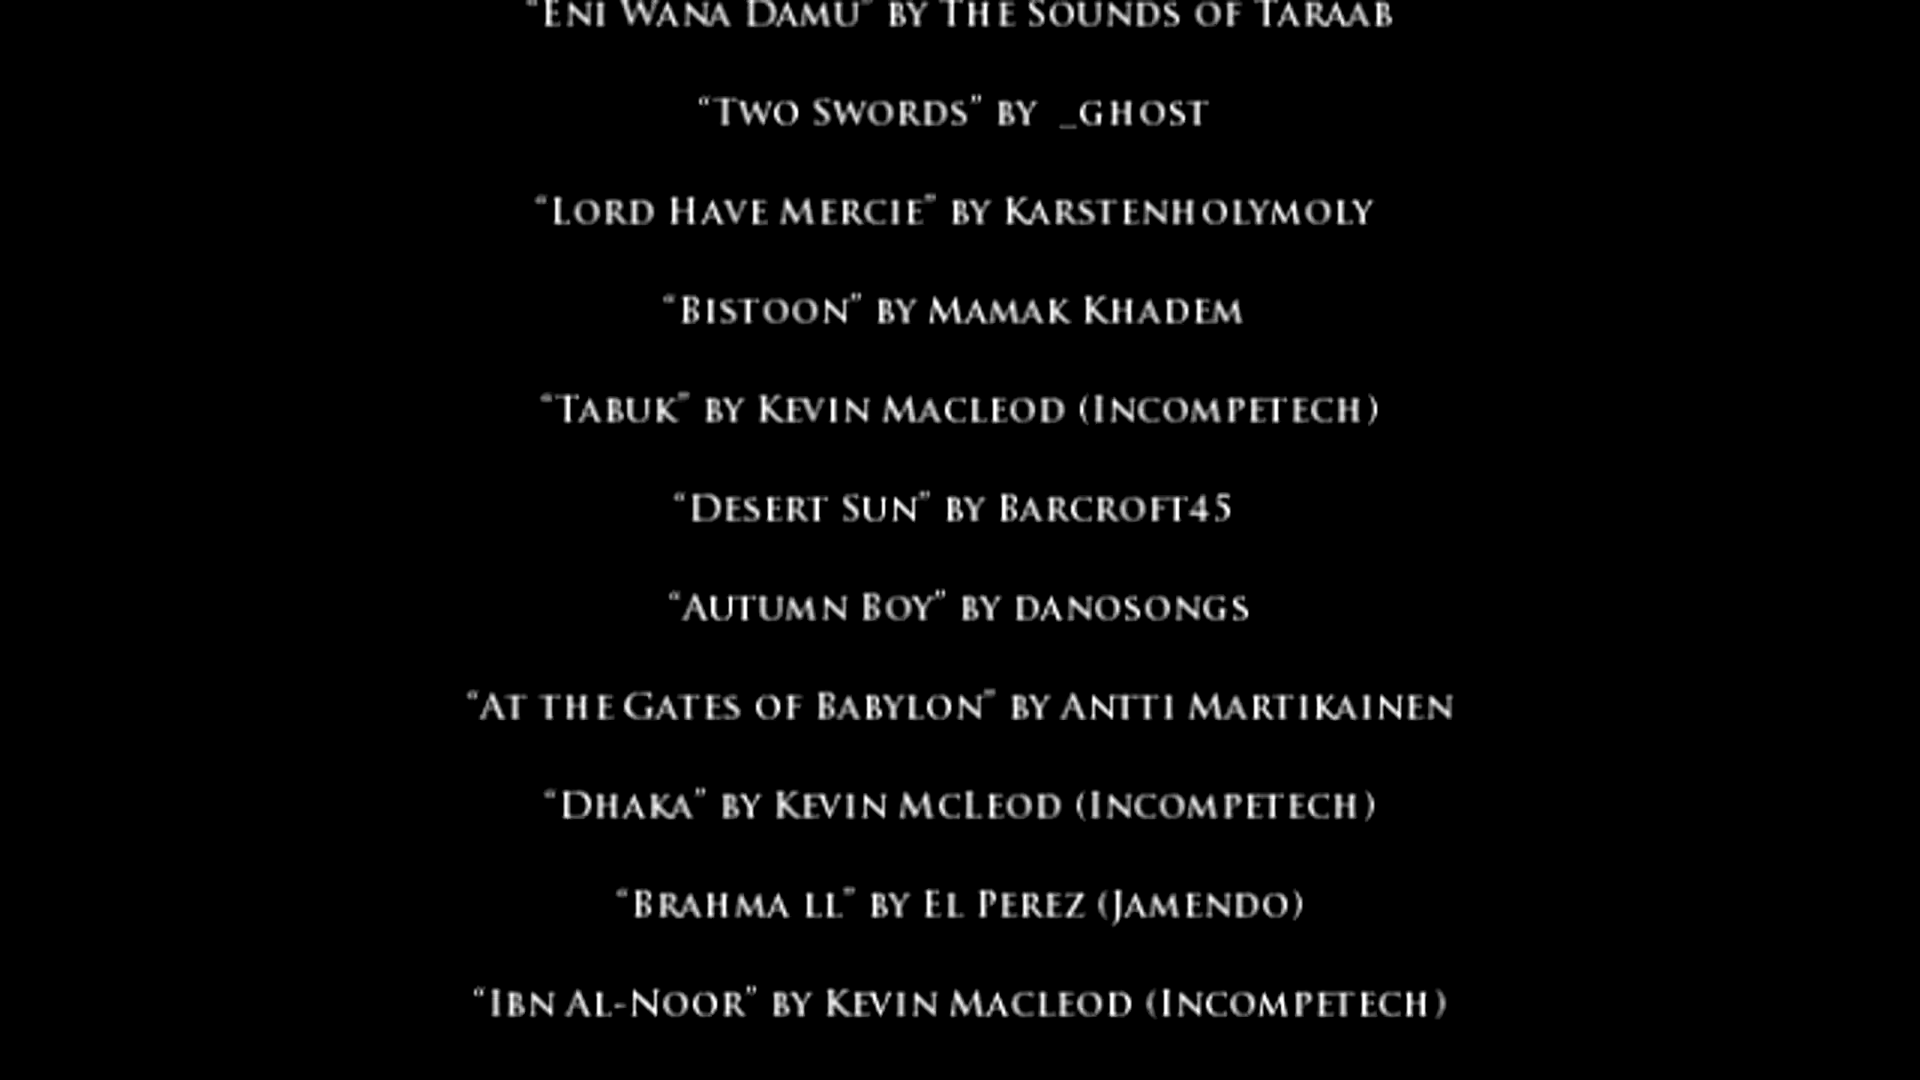 “Eni Wana Damu” by The Sounds of Taraab
“Two Swords” by _ghost
“Lord Have Mercie” by Karstenholymoly
“Bistoon” by Mamak Khadem
“Tabuk” by Kevin Macleod (Incompetech)
“Desert Sun” by Barcroft45
“Autumn Boy” by danosongs
“At the Gates of Babylon” by Antti Martikainen
“Dhaka” by Kevin McLeod (Incompetech)
“Brahma ll” by El Perez (Jamendo)
“Ibn Al-Noor” by Kevin Macleod (Incompetech)